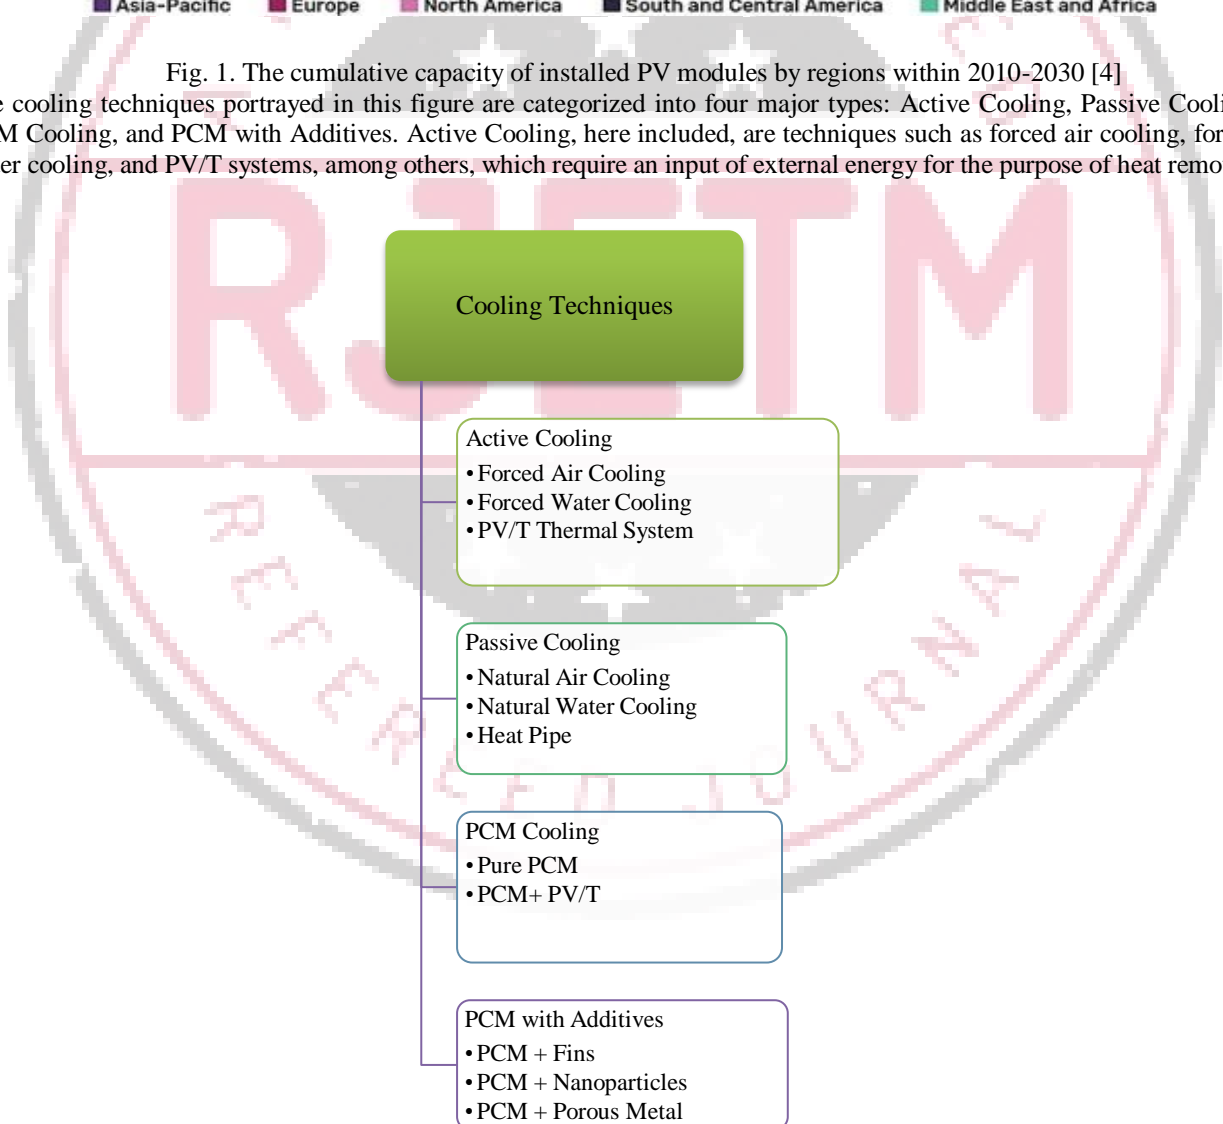 Asia-Pacific Europe North America South and Central America Middle East and Africa
Fig. 1. The cumulative capacity of installed PV modules by regions within 2010-2030 [4]
e cooling techniques portrayed in this figure are categorized into four major types: Active Cooling, Passive Cooli
M Cooling, and PCM with Additives. Active Cooling, here included, are techniques such as forced air cooling, for
er cooling, and PV/T systems, among others, which require an input of external energy for the purpose of heat remo
RJETM
REFEREED JOURNAL
Cooling Techniques
Active Cooling
• Forced Air Cooling
• Forced Water Cooling
• PV/T Thermal System
Passive Cooling
• Natural Air Cooling
• Natural Water Cooling
• Heat Pipe
PCM Cooling
• Pure PCM
• PCM+ PV/T
PCM with Additives
• PCM + Fins
• PCM + Nanoparticles
• PCM + Porous Metal